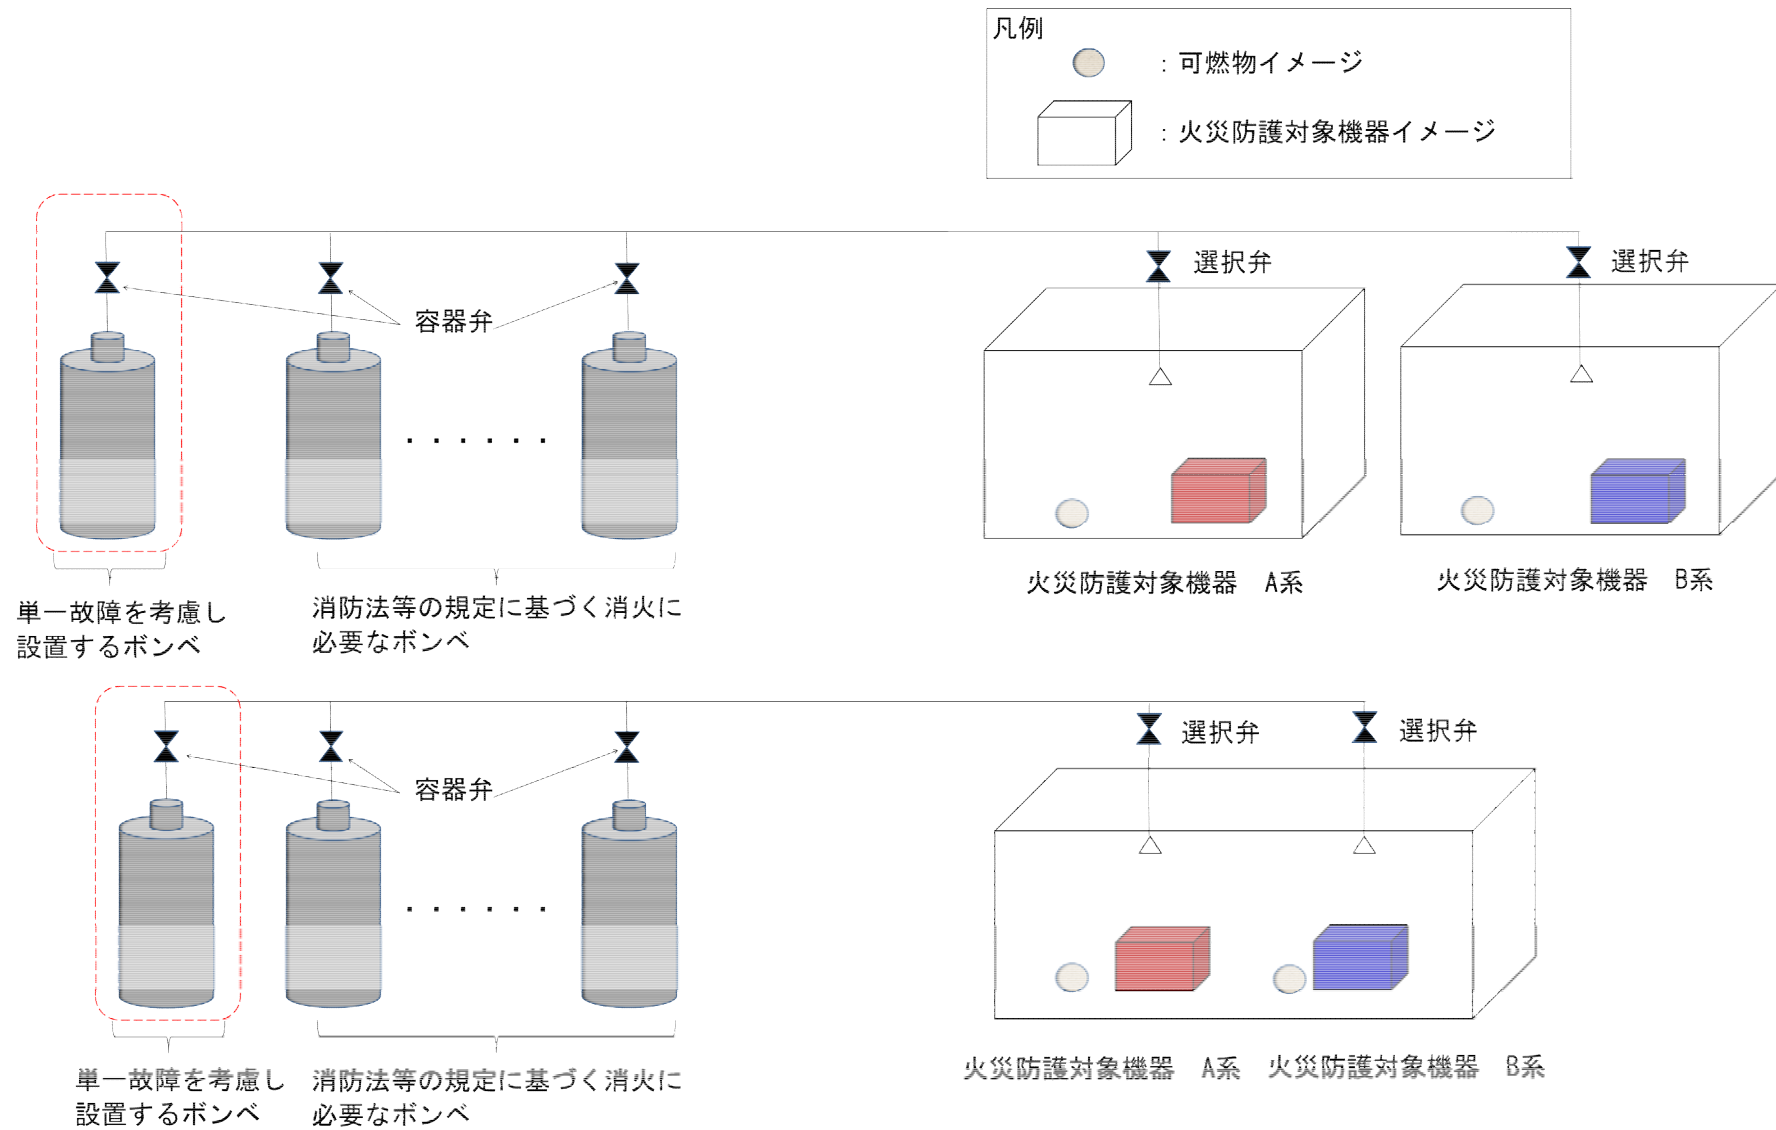 凡例
：可燃物イメージ
：火災防護対象機器イメージ
選択弁
選択弁
容器弁
火災防護対象機器　A系
火災防護対象機器　B系
単一故障を考慮し
設置するボンベ
消防法等の規定に基づく消火に
必要なボンベ
選択弁
選択弁
容器弁
火災防護対象機器　A系
火災防護対象機器　B系
単一故障を考慮し
設置するボンベ
消防法等の規定に基づく消火に
必要なボンベ